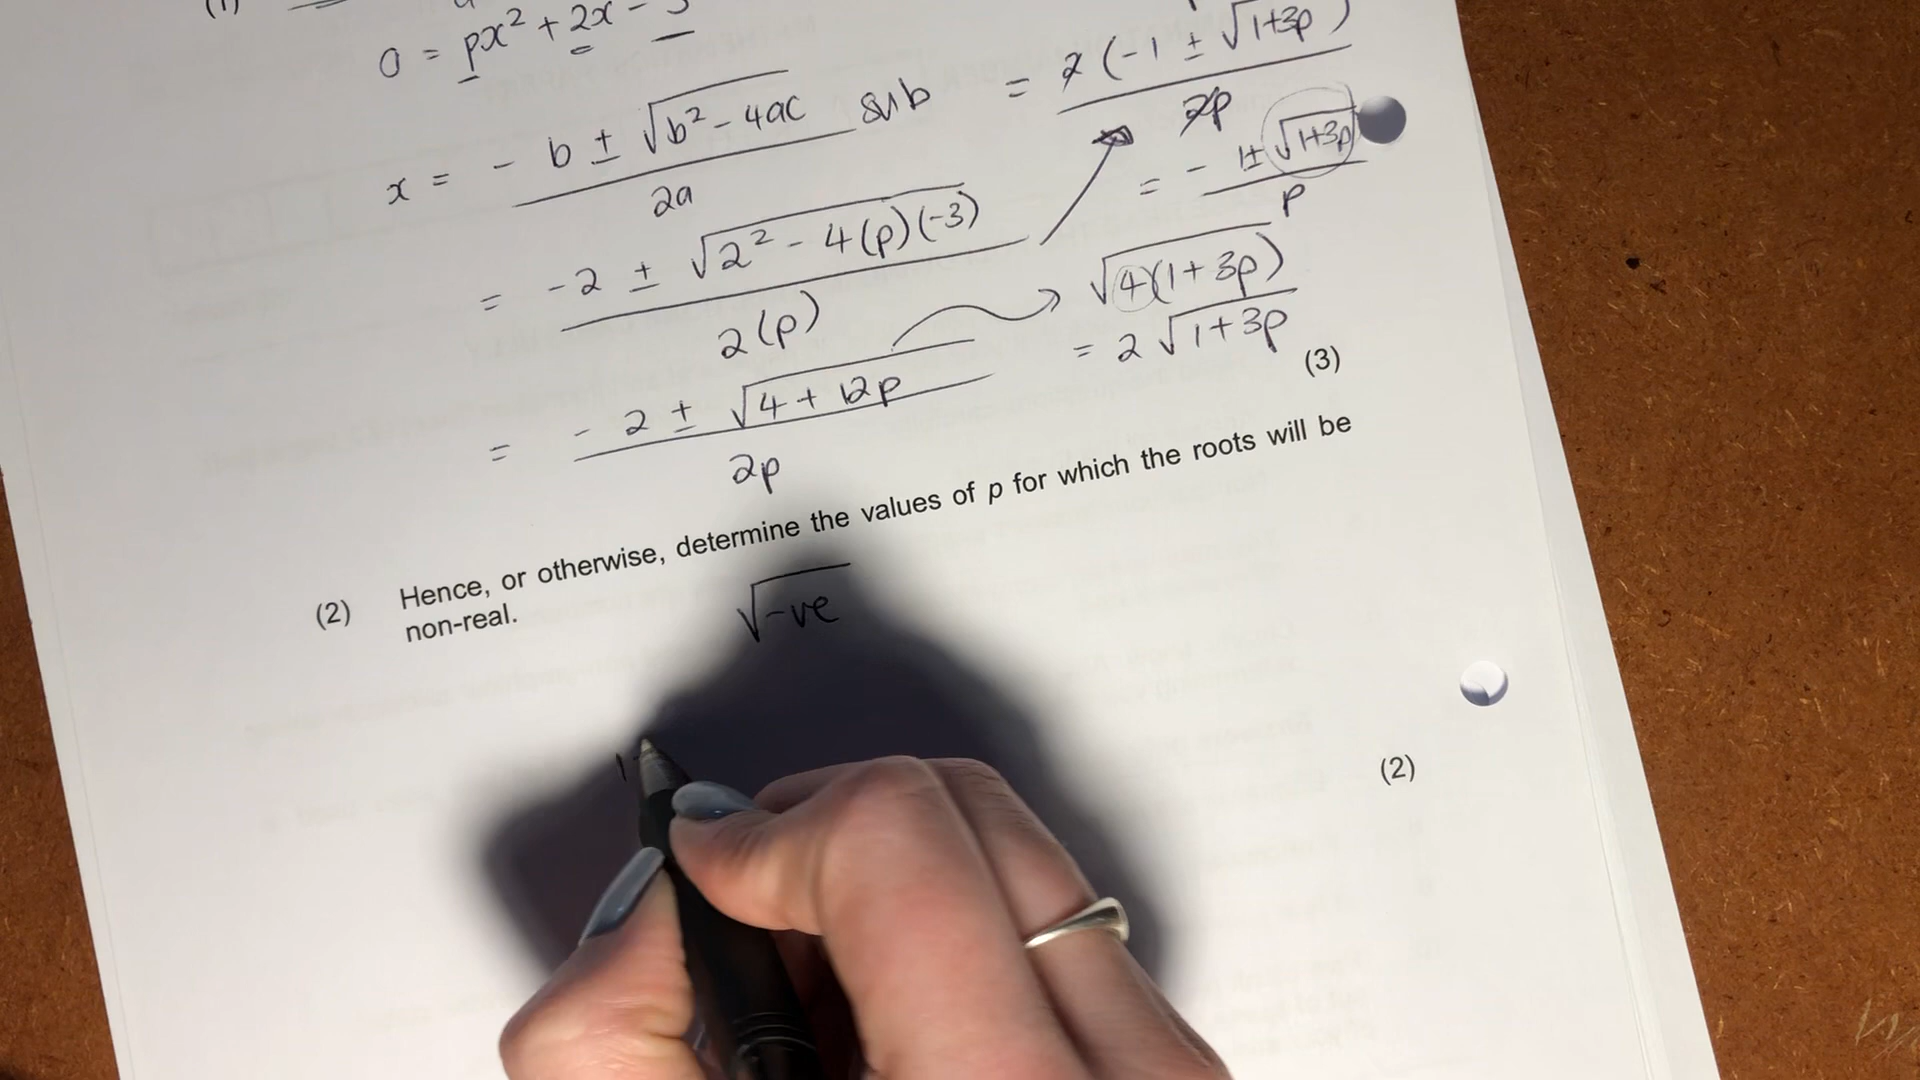 (1)
0 = px² + 2x - 3
x = - b ± √b² - 4ac / 2a sub
= -2 ± √2² - 4(p)(-3) / 2(p)
= - 2 ± √4 + 12p / 2p
= 2 (-1 ± √1+3p) / 2p
= - 1 ± √1+3p / p
√4(1 + 3p)
= 2 √1 + 3p
(3)
(2) Hence, or otherwise, determine the values of p for which the roots will be
non-real.
√-ve
1
(2)